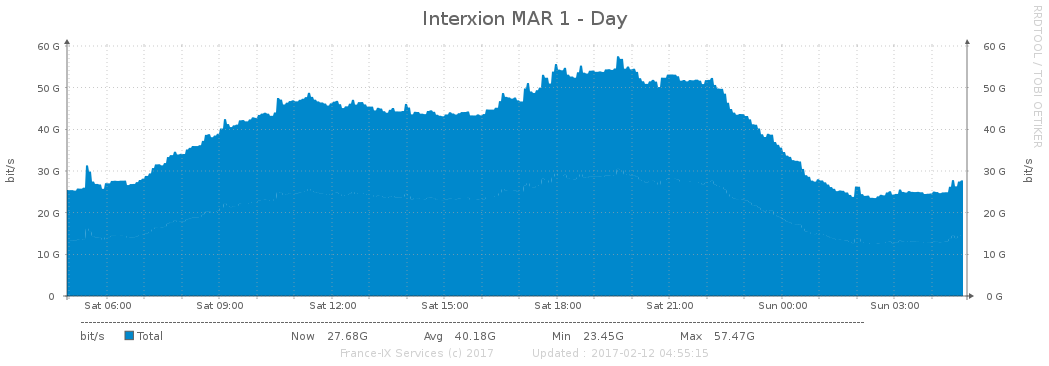 Interxion MAR 1 - Day
RRDTOOL / TOBI OETIKER
60 G 60 G
50 G 50 G
40 G 40 G
30 G 30 G
20 G 20 G
10 G 10 G
0 0 G
bit/s bit/s
Sat 06:00 Sat 09:00 Sat 12:00 Sat 15:00 Sat 18:00 Sat 21:00 Sun 00:00 Sun 03:00
bit/s Total Now 27.68G Avg 40.18G Min 23.45G Max 57.47G
France-IX Services (c) 2017 Updated : 2017-02-12 04:55:15